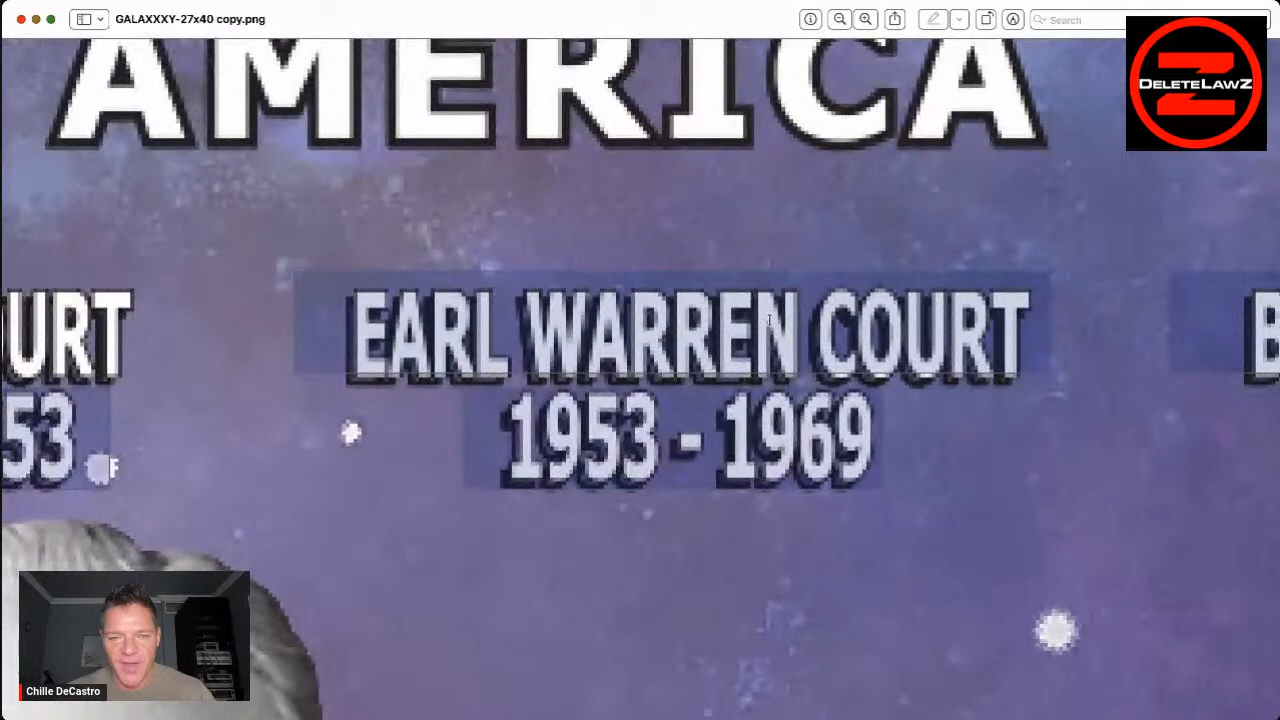 GALAXXXY-27x40 copy.png
Search
DELETELAWZ
AMERICA
URT
EARL WARREN COURT
B
53
F
1953 - 1969
Chille DeCastro